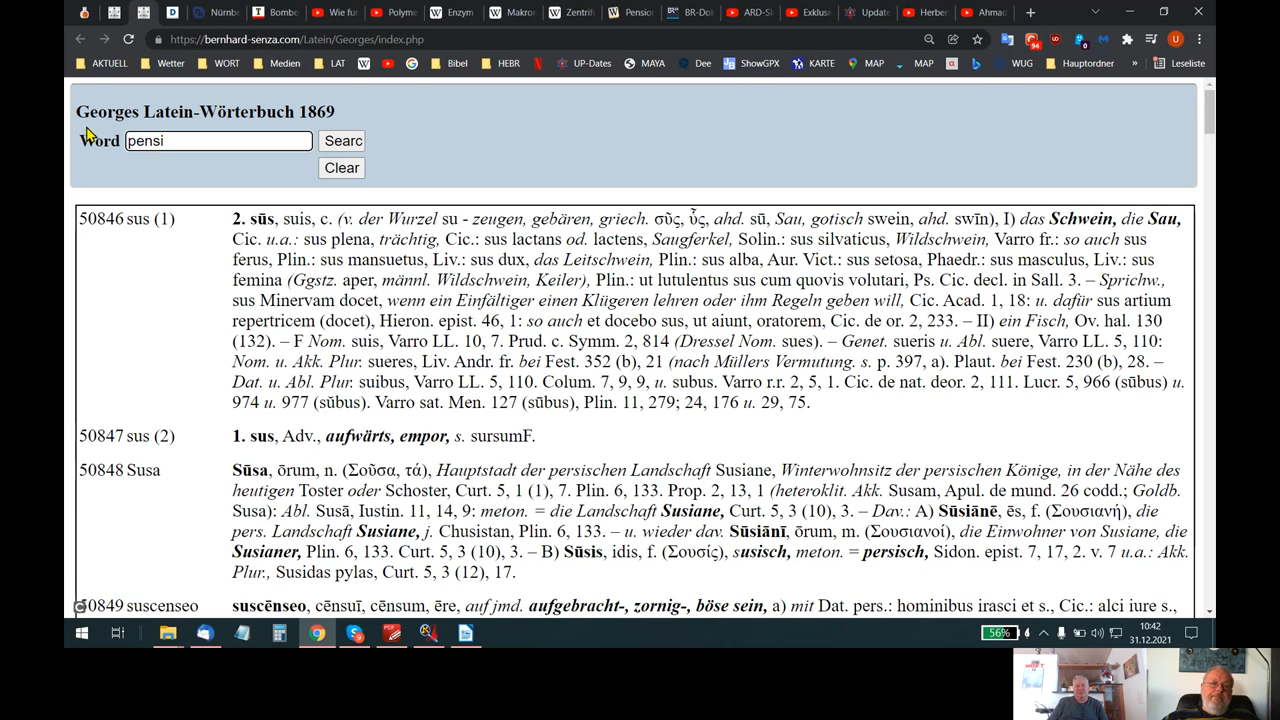 Nürnb
Bombe
Wie fur
Polyme
Enzym
Makror
Zentrif
Pension
BR-Dok
ARD-Si
Exklus
Update
Herber
Ahmad
https://bernhard-senza.com/Latein/Georges/index.php
AKTUELL Wetter WORT Medien LAT Bibel HEBR UP-Dates MAYA Dee ShowGPX KARTE MAP MAP WUG Hauptordner » Leseliste
Georges Latein-Wörterbuch 1869
Word pensi Searc
Clear
50846 sus (1) 2. sūs, suis, c. (v. der Wurzel su - zeugen, gebären, griech. σῦς, ὗς, ahd. sū, Sau, gotisch swein, ahd. swīn), I) das Schwein, die Sau,
Cic. u.a.: sus plena, trächtig, Cic.: sus lactans od. lactens, Saugferkel, Solin.: sus silvaticus, Wildschwein, Varro fr.: so auch sus
ferus, Plin.: sus mansuetus, Liv.: sus dux, das Leitschwein, Plin.: sus alba, Aur. Vict.: sus setosa, Phaedr.: sus masculus, Liv.: sus
femina (Ggstz. aper, männl. Wildschwein, Keiler), Plin.: ut lutulentus sus cum quovis volutari, Ps. Cic. decl. in Sall. 3. – Sprichw.,
sus Minervam docet, wenn ein Einfältiger einen Klügeren lehren oder ihm Regeln geben will, Cic. Acad. 1, 18: u. dafür sus artium
repertricem (docet), Hieron. epist. 46, 1: so auch et docebo sus, ut aiunt, oratorem, Cic. de or. 2, 233. – II) ein Fisch, Ov. hal. 130
(132). – F Nom. suis, Varro LL. 10, 7. Prud. c. Symm. 2, 814 (Dressel Nom. sues). – Genet. sueris u. Abl. suere, Varro LL. 5, 110:
Nom. u. Akk. Plur. sueres, Liv. Andr. fr. bei Fest. 352 (b), 21 (nach Müllers Vermutung. s. p. 397, a). Plaut. bei Fest. 230 (b), 28. –
Dat. u. Abl. Plur. suibus, Varro LL. 5, 110. Colum. 7, 9, 9, u. subus. Varro r.r. 2, 5, 1. Cic. de nat. deor. 2, 111. Lucr. 5, 966 (sūbus) u.
974 u. 977 (sŭbus). Varro sat. Men. 127 (sūbus), Plin. 11, 279; 24, 176 u. 29, 75.
50847 sus (2) 1. sus, Adv., aufwärts, empor, s. sursumF.
50848 Susa Sūsa, ōrum, n. (Σοῦσα, τά), Hauptstadt der persischen Landschaft Susiane, Winterwohnsitz der persischen Könige, in der Nähe des
heutigen Toster oder Schoster, Curt. 5, 1 (1), 7. Plin. 6, 133. Prop. 2, 13, 1 (heteroklit. Akk. Susam, Apul. de mund. 26 codd.; Goldb.
Susa): Abl. Susā, Iustin. 11, 14, 9: meton. = die Landschaft Susiane, Curt. 5, 3 (10), 3. – Dav.: A) Sūsiānē, ēs, f. (Σουσιανή), die
pers. Landschaft Susiane, j. Chusistan, Plin. 6, 133. – u. wieder dav. Sūsiānī, ōrum, m. (Σουσιανοί), die Einwohner von Susiane, die
Susianer, Plin. 6, 133. Curt. 5, 3 (10), 3. – B) Sūsis, idis, f. (Σουσίς), susisch, meton. = persisch, Sidon. epist. 7, 17, 2. v. 7 u.a.: Akk.
Plur., Susidas pylas, Curt. 5, 3 (12), 17.
50849 suscenseo suscēnseo, cēnsuī, cēnsum, ēre, auf jmd. aufgebracht-, zornig-, böse sein, a) mit Dat. pers.: hominibus irasci et s., Cic.: alci iure s.,
56% 10:42
31.12.2021